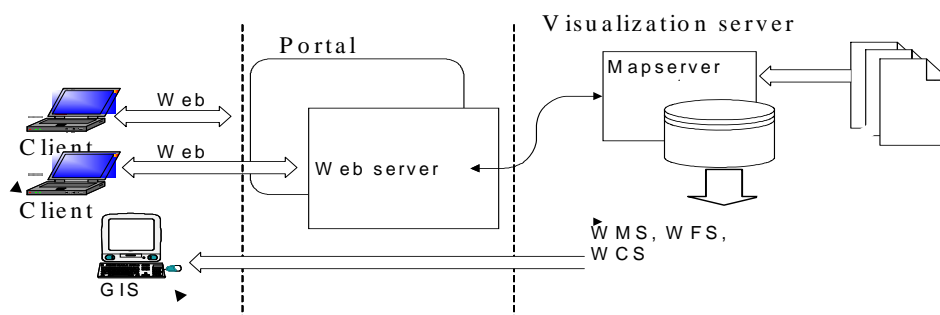 Visualization server
Portal
Mapserver
Web
Client
Web
Web server
Client
WMS, WFS,
WCS
GIS